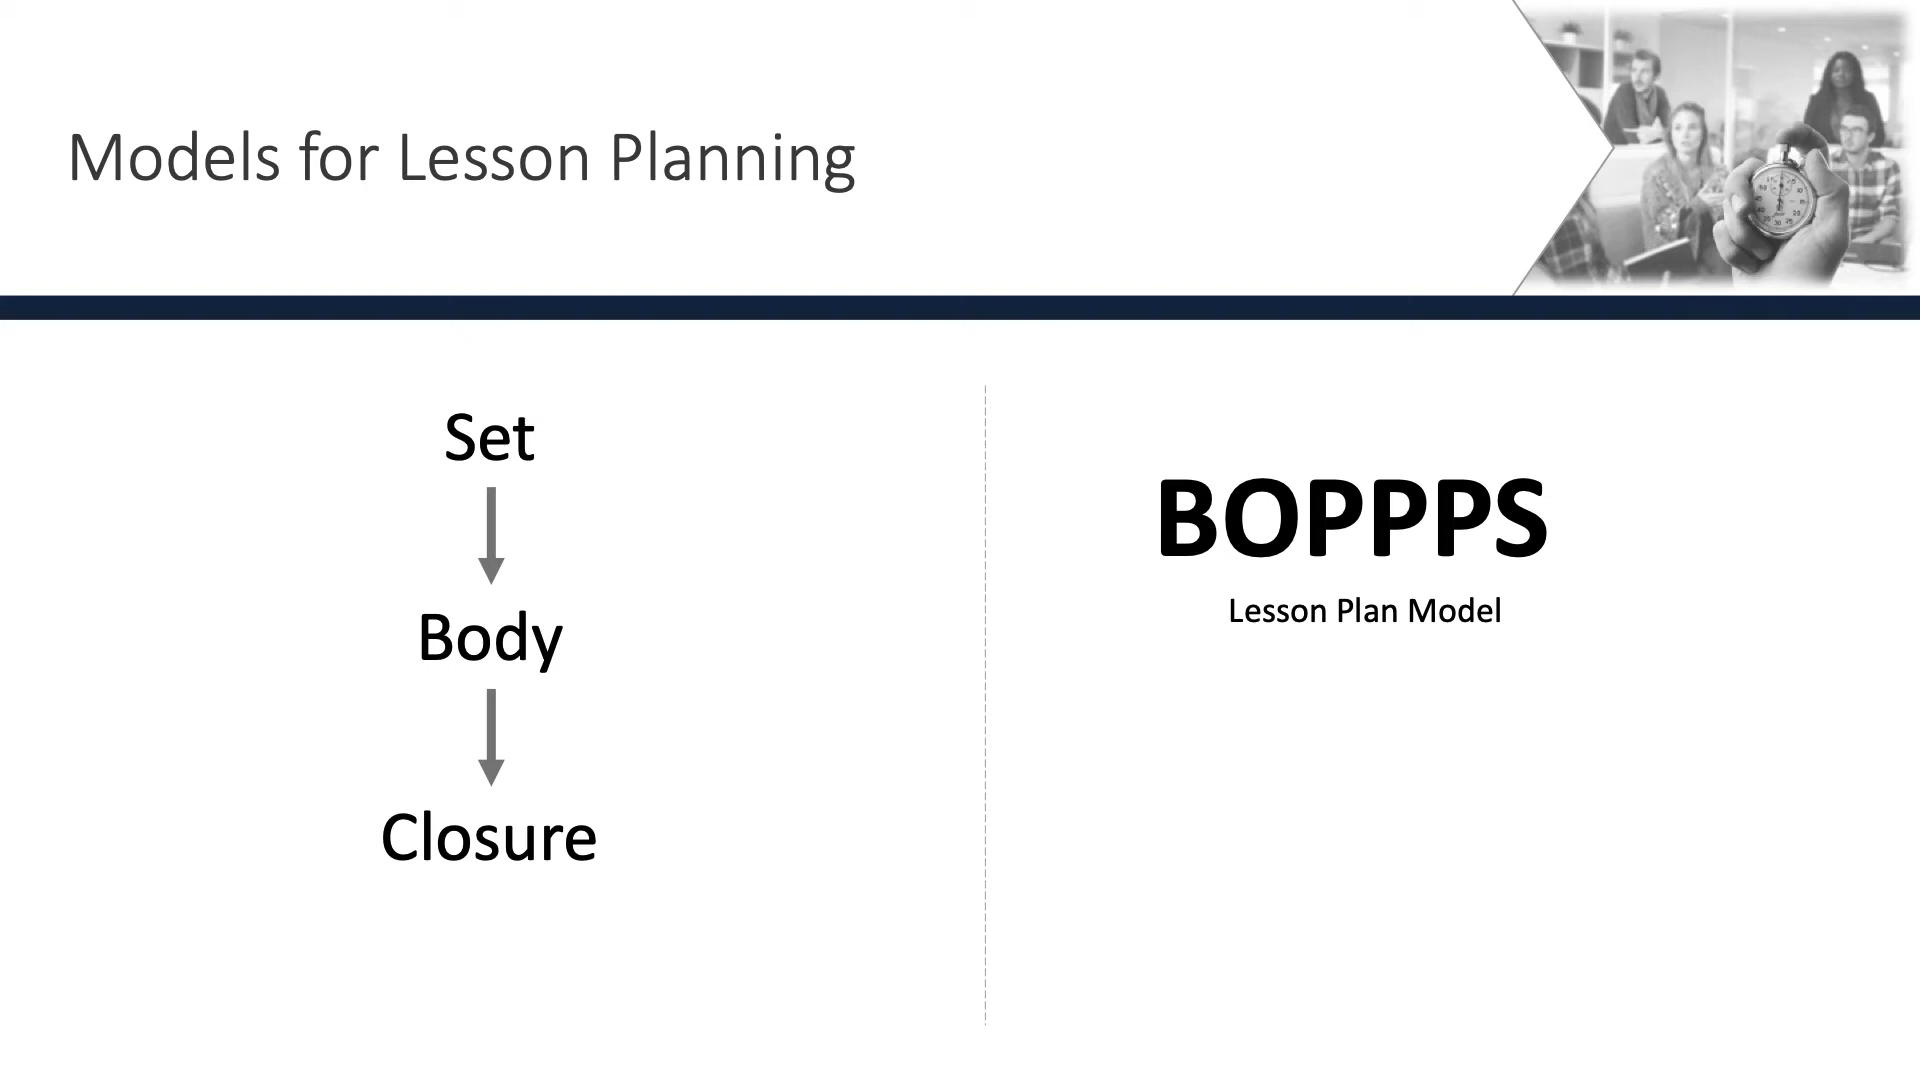 Models for Lesson Planning
Set
Body
Closure
BOPPPS
Lesson Plan Model